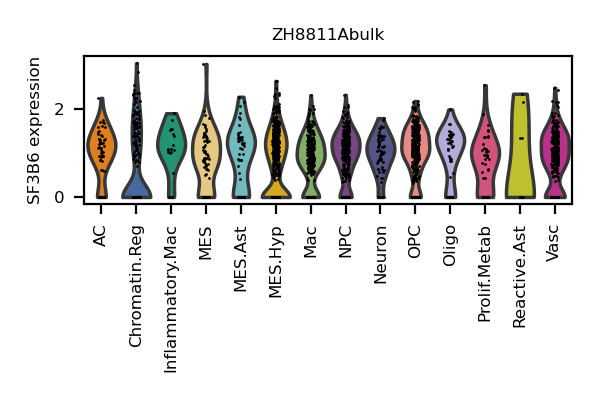 ZH8811Abulk
SF3B6 expression
2
0
AC
Chromatin.Reg
Inflammatory.Mac
MES
MES.Ast
MES.Hyp
Mac
NPC
Neuron
OPC
Oligo
Prolif.Metab
Reactive.Ast
Vasc